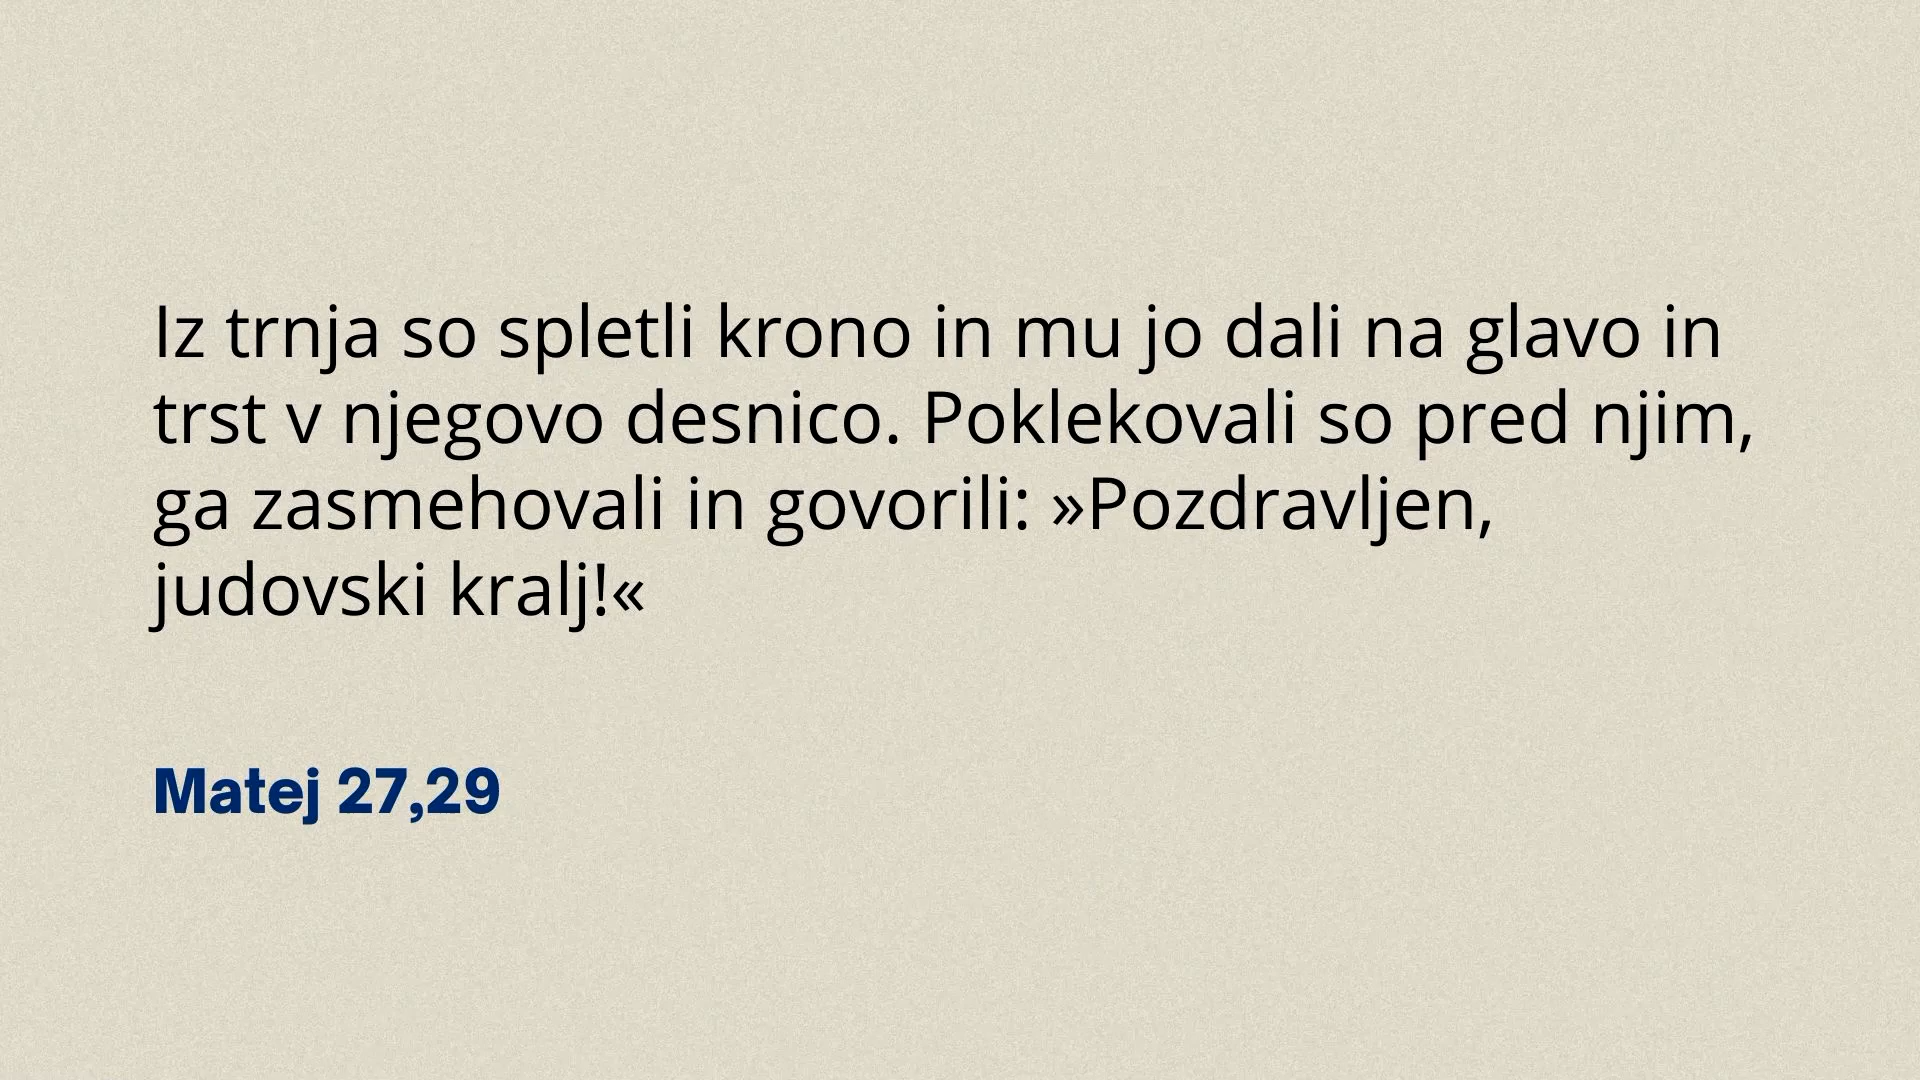 Iz trnja so spletli krono in mu jo dali na glavo in
trst v njegovo desnico. Poklekovali so pred njim,
ga zasmehovali in govorili: »Pozdravljen,
judovski kralj!«
Matej 27,29